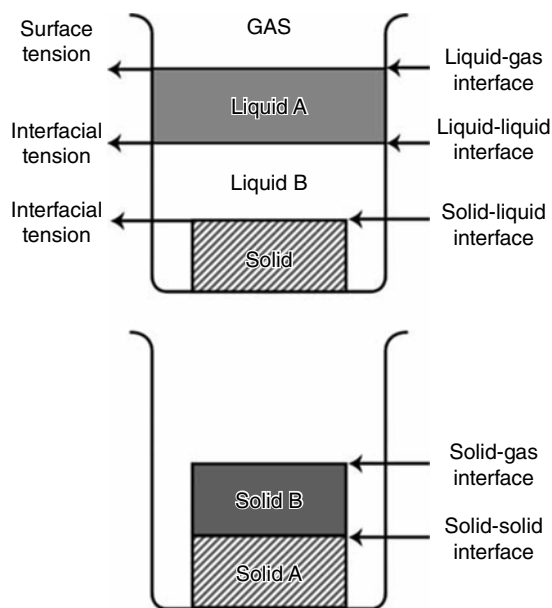 Surface
tension
GAS
Liquid-gas
interface
Liquid A
Interfacial
tension
Liquid-liquid
interface
Liquid B
Interfacial
tension
Solid-liquid
interface
Solid
Solid-gas
interface
Solid B
Solid-solid
interface
Solid A